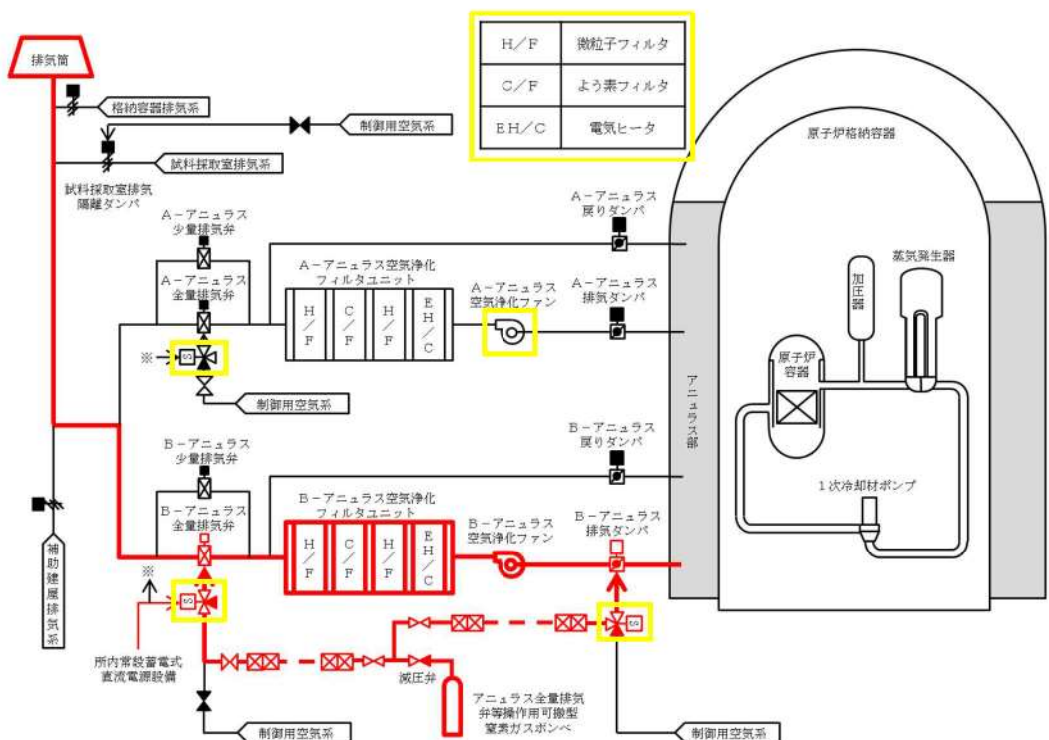 排気筒
格納容器排気系
制御用空気系
試料採取室排気系
試料採取室排気
隔離ダンパ
H/F 微粒子フィルタ
C/F よう素フィルタ
EH/C 電気ヒータ
原子炉格納容器
A-アニュラス
少量排気弁
A-アニュラス
全量排気弁
A-アニュラス空気浄化
フィルタユニット
H/F
C/F
H/F
EH/C
A-アニュラス
空気浄化ファン
A-アニュラス
戻りダンパ
A-アニュラス
排気ダンパ
※
S
制御用空気系
蒸気発生器
加圧器
原子炉
容器
アニュラス部
1次冷却材ポンプ
B-アニュラス
少量排気弁
B-アニュラス
全量排気弁
B-アニュラス空気浄化
フィルタユニット
H/F
C/F
H/F
EH/C
B-アニュラス
空気浄化ファン
B-アニュラス
戻りダンパ
B-アニュラス
排気ダンパ
補助建屋排気系
※
S
S
所内常設蓄電式
直流電源設備
減圧弁
アニュラス全量排気
弁等操作用可搬型
窒素ガスボンベ
制御用空気系
制御用空気系